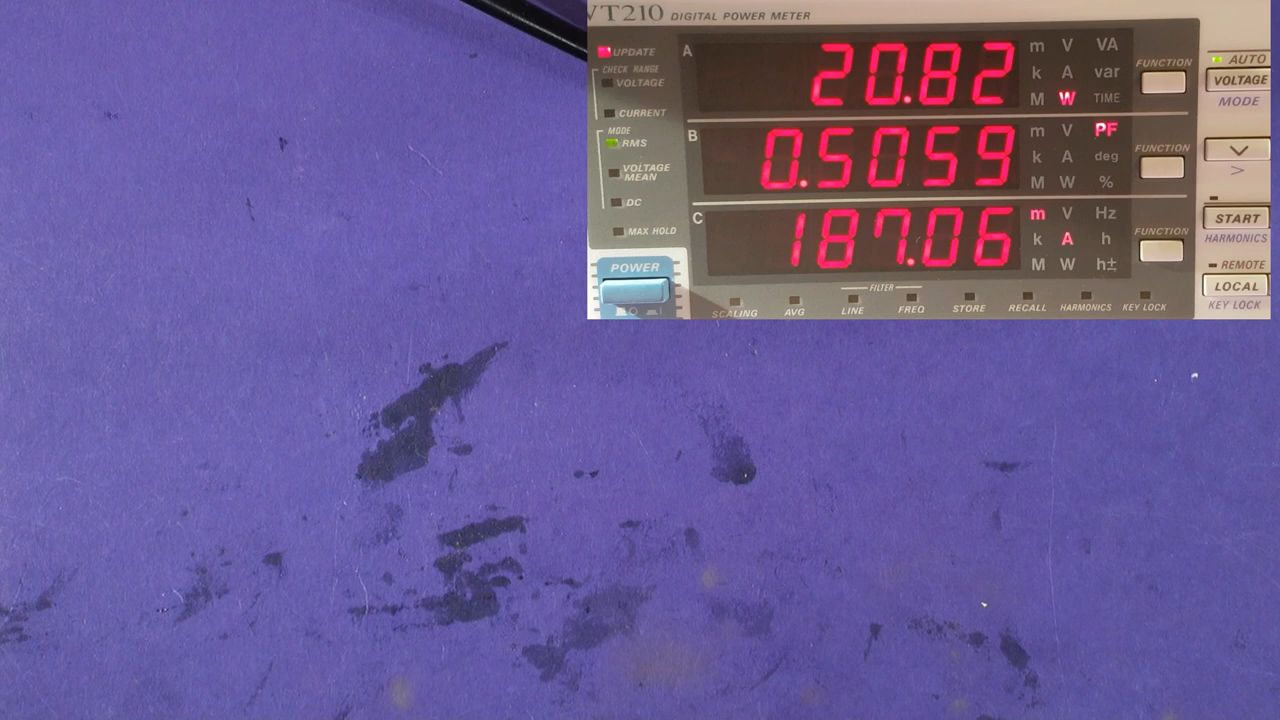 VT210 DIGITAL POWER METER
UPDATE
CHECK RANGE
VOLTAGE
CURRENT
MODE
RMS
VOLTAGE
MEAN
DC
MAX HOLD
POWER
A 20.82 m V VA
k A var
M W TIME
B 0.5059 m V PF
k A deg
M W %
C 187.06 m V Hz
k A h
M W h±
FUNCTION
FUNCTION
FUNCTION
FILTER
SCALING AVG LINE FREQ STORE RECALL HARMONICS KEY LOCK
AUTO
VOLTAGE
MODE
>
START
HARMONICS
REMOTE
LOCAL
KEY LOCK